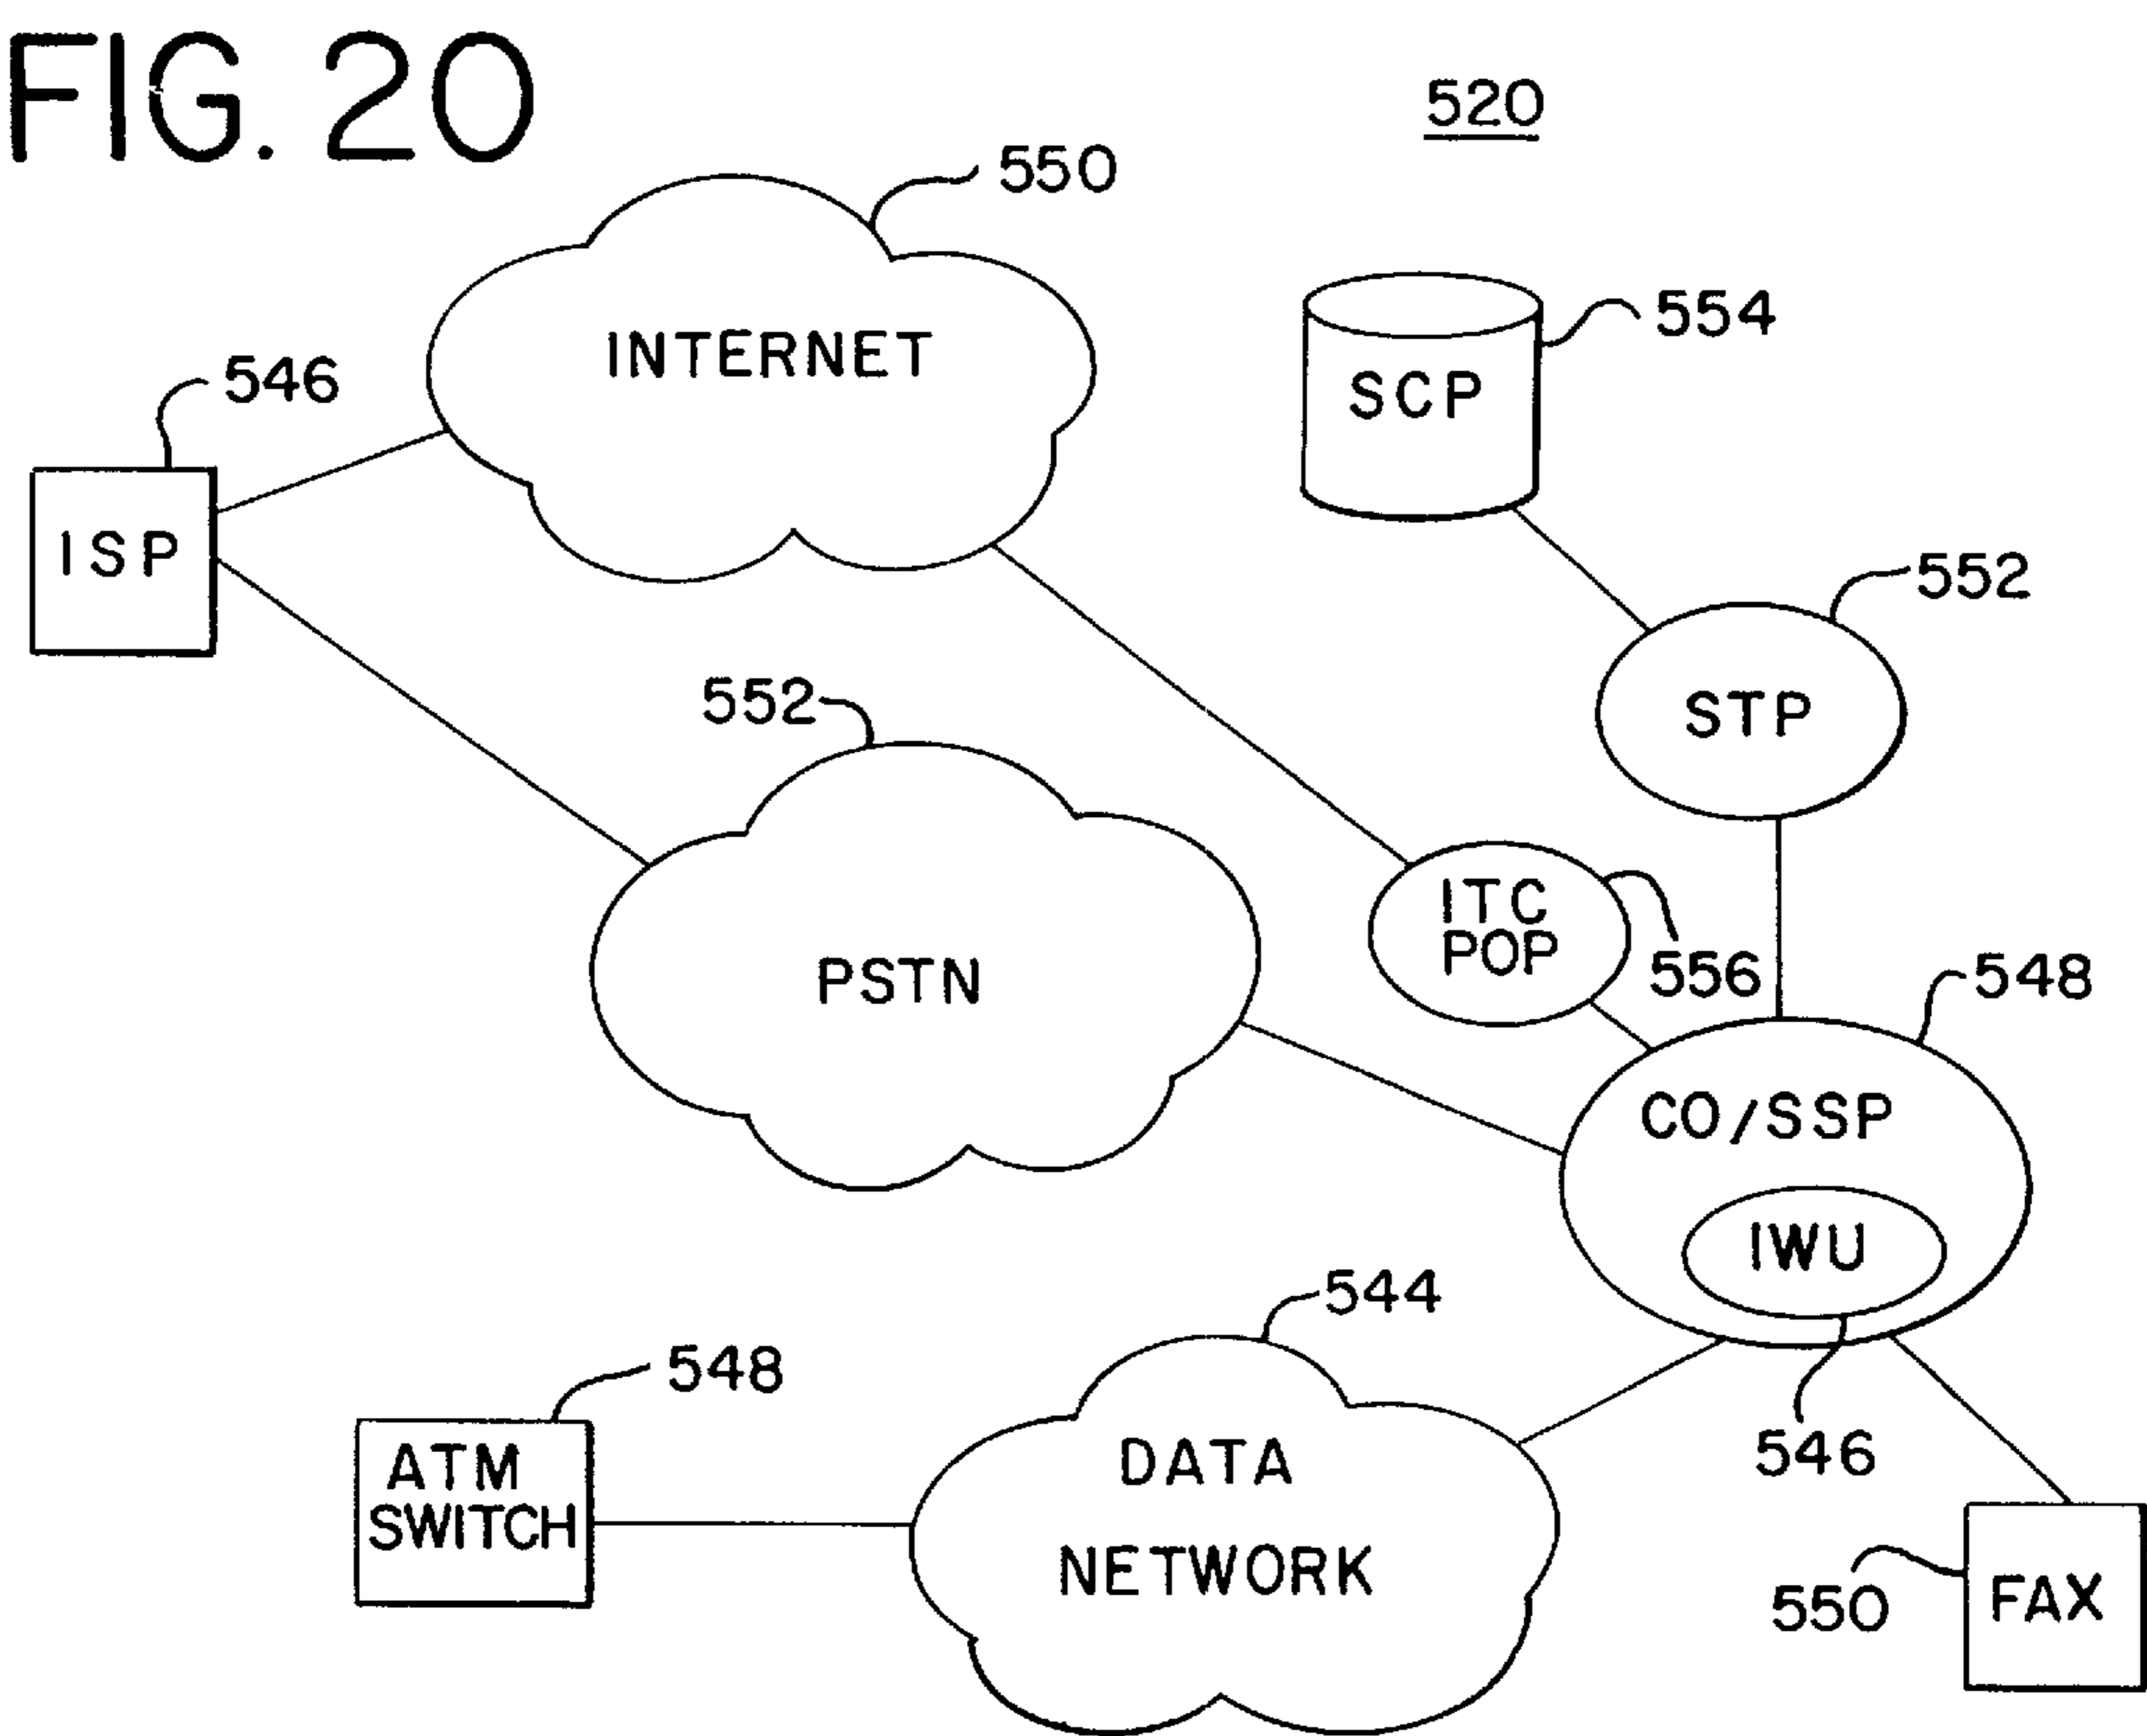 FIG. 20
520
550
INTERNET
554
SCP
546
ISP
552
STP
552
ITC
POP
556
548
PSTN
CO/SSP
IWU
544
546
548
ATM
SWITCH
DATA
NETWORK
550
FAX